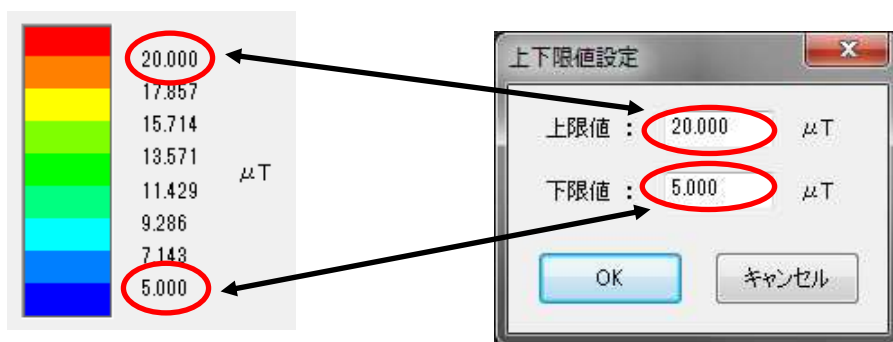 20.000
17.857
15.714
13.571
11.429
9.286
7.143
5.000
μT
上下限値設定
上限値 : 20.000 μT
下限値 : 5.000 μT
OK キャンセル